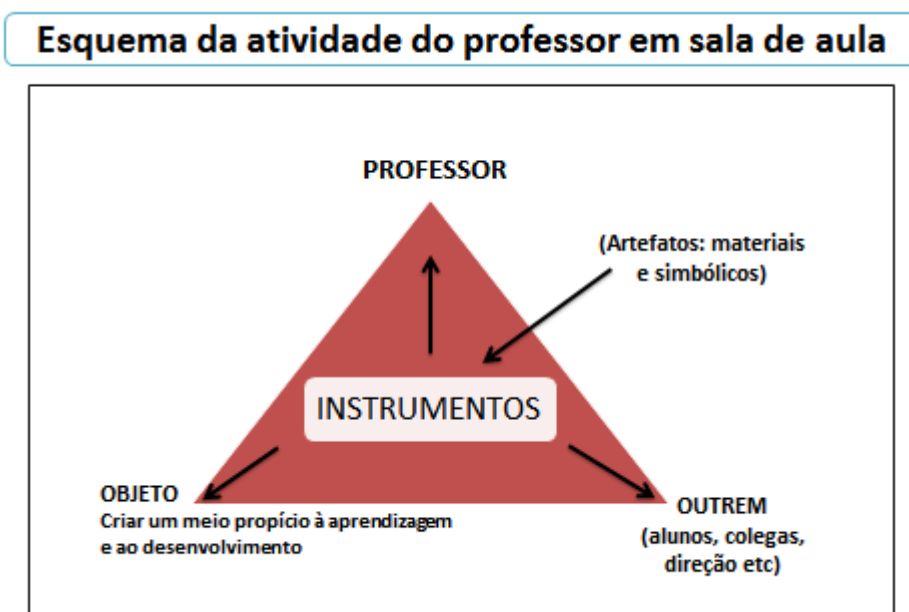 Esquema da atividade do professor em sala de aula
PROFESSOR
(Artefatos: materiais
e simbólicos)
INSTRUMENTOS
OBJETO
Criar um meio propício à aprendizagem
e ao desenvolvimento
OUTREM
(alunos, colegas,
direção etc)